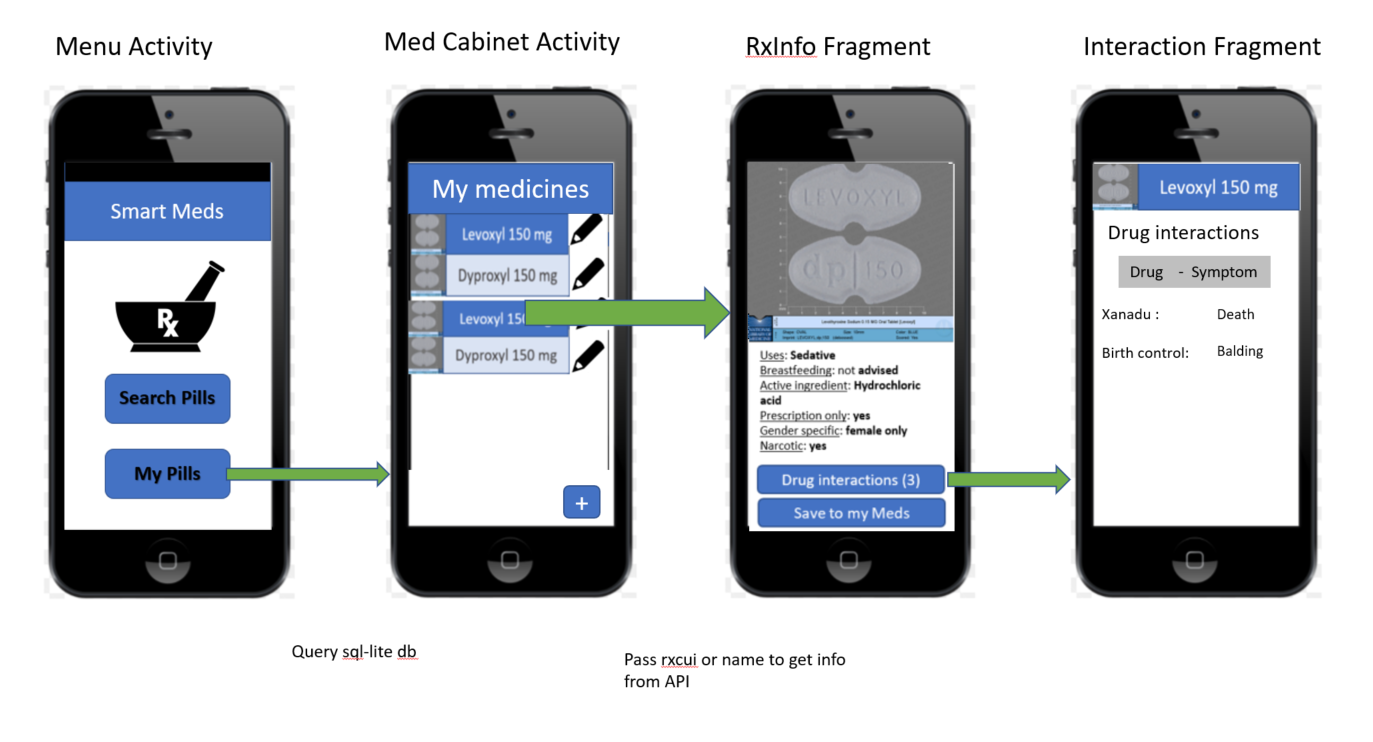 Menu Activity
Med Cabinet Activity
RxInfo Fragment
Interaction Fragment
Smart Meds
Rx
Search Pills
My Pills
My medicines
Levoxyl 150 mg
Dyproxyl 150 mg
Levoxyl 15
Dyproxyl 150 mg
+
LEVOXYL
dp 150
Uses: Sedative
Breastfeeding: not advised
Active ingredient: Hydrochloric
acid
Prescription only: yes
Gender specific: female only
Narcotic: yes
Drug interactions (3)
Save to my Meds
Levoxyl 150 mg
Drug interactions
Drug - Symptom
Xanadu : Death
Birth control: Balding
Query sql-lite db
Pass rxcui or name to get info
from API